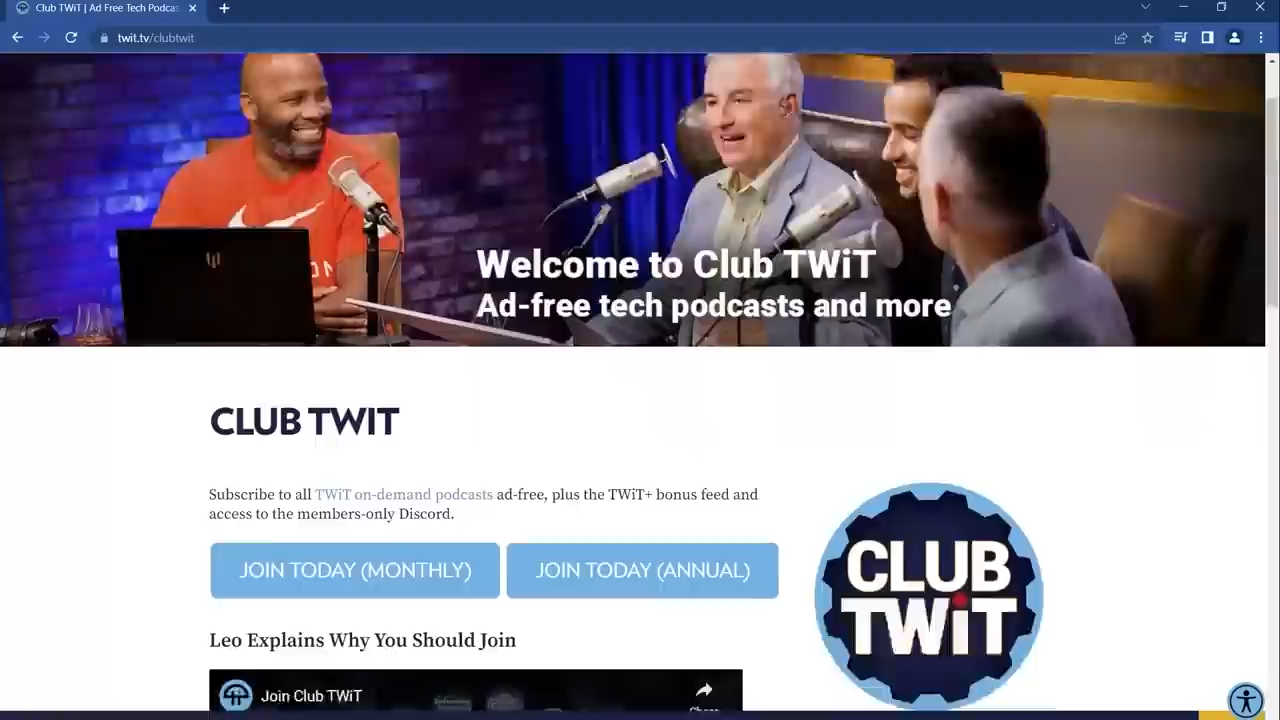 Club TWiT | Ad Free Tech Podcas
twit.tv/clubtwit
Welcome to Club TWiT
Ad-free tech podcasts and more
CLUB TWIT
Subscribe to all TWiT on-demand podcasts ad-free, plus the TWiT+ bonus feed and
access to the members-only Discord.
JOIN TODAY (MONTHLY) JOIN TODAY (ANNUAL)
CLUB
TWiT
Leo Explains Why You Should Join
Join Club TWiT
Share